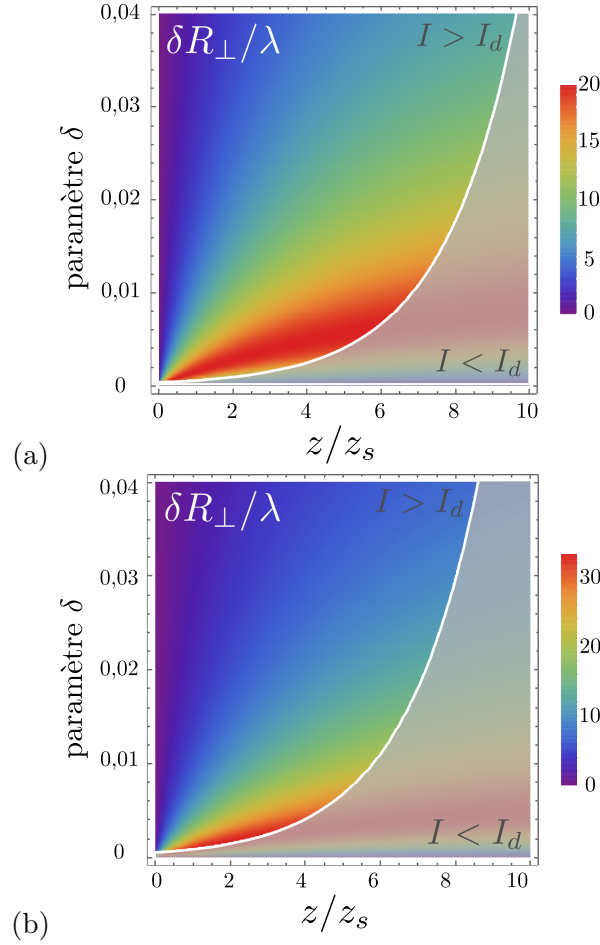 δR⊥/λ
I > I_d
I < I_d
paramètre δ
0,04
0,03
0,02
0,01
0
0 2 4 6 8 10
z/z_s
20
15
10
5
0
(a)
δR⊥/λ
I > I_d
I < I_d
paramètre δ
0,04
0,03
0,02
0,01
0
0 2 4 6 8 10
z/z_s
30
20
10
0
(b)